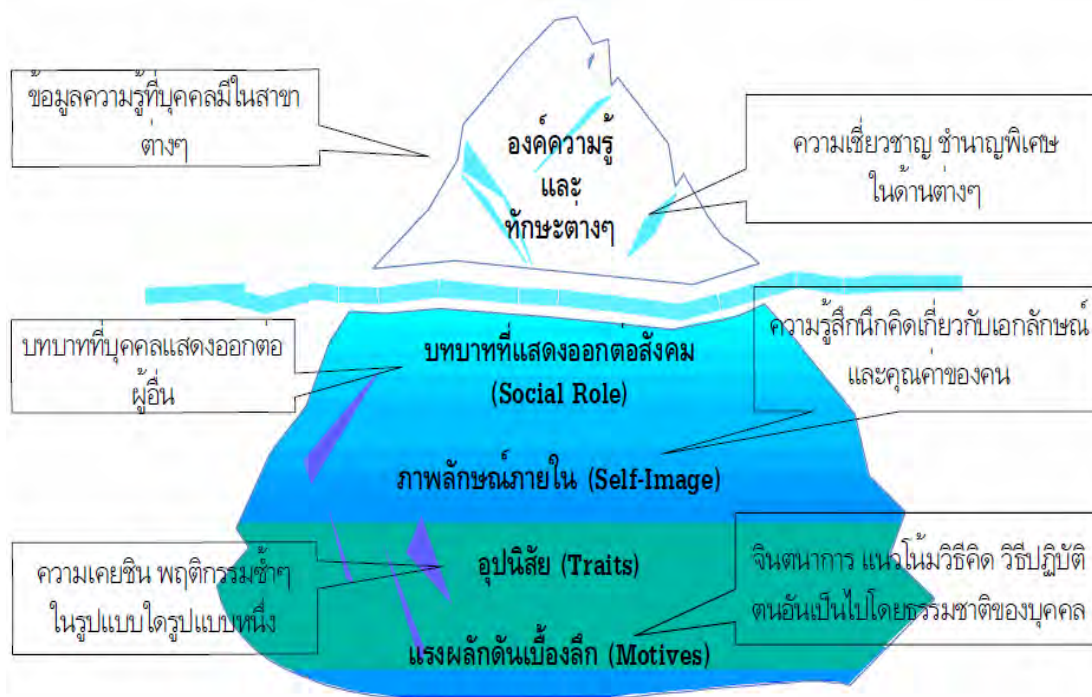 ข้อมูลความรู้ที่บุคคลมีในสาขา
ต่างๆ
องค์ความรู้
และ
ทักษะต่างๆ
ความเชี่ยวชาญ ชำนาญพิเศษ
ในด้านต่างๆ
บทบาทที่บุคคลแสดงออกต่อ
ผู้อื่น
บทบาทที่แสดงออกต่อสังคม
(Social Role)
ความรู้สึกนึกคิดเกี่ยวกับเอกลักษณ์
และคุณค่าของคน
ภาพลักษณ์ภายใน (Self-Image)
ความเคยชิน พฤติกรรมซ้ำๆ
ในรูปแบบใดรูปแบบหนึ่ง
อุปนิสัย (Traits)
จินตนาการ แนวโน้มวิธีคิด วิธีปฏิบัติ
ตนอันเป็นไปโดยธรรมชาติของบุคคล
แรงผลักดันเบื้องลึก (Motives)